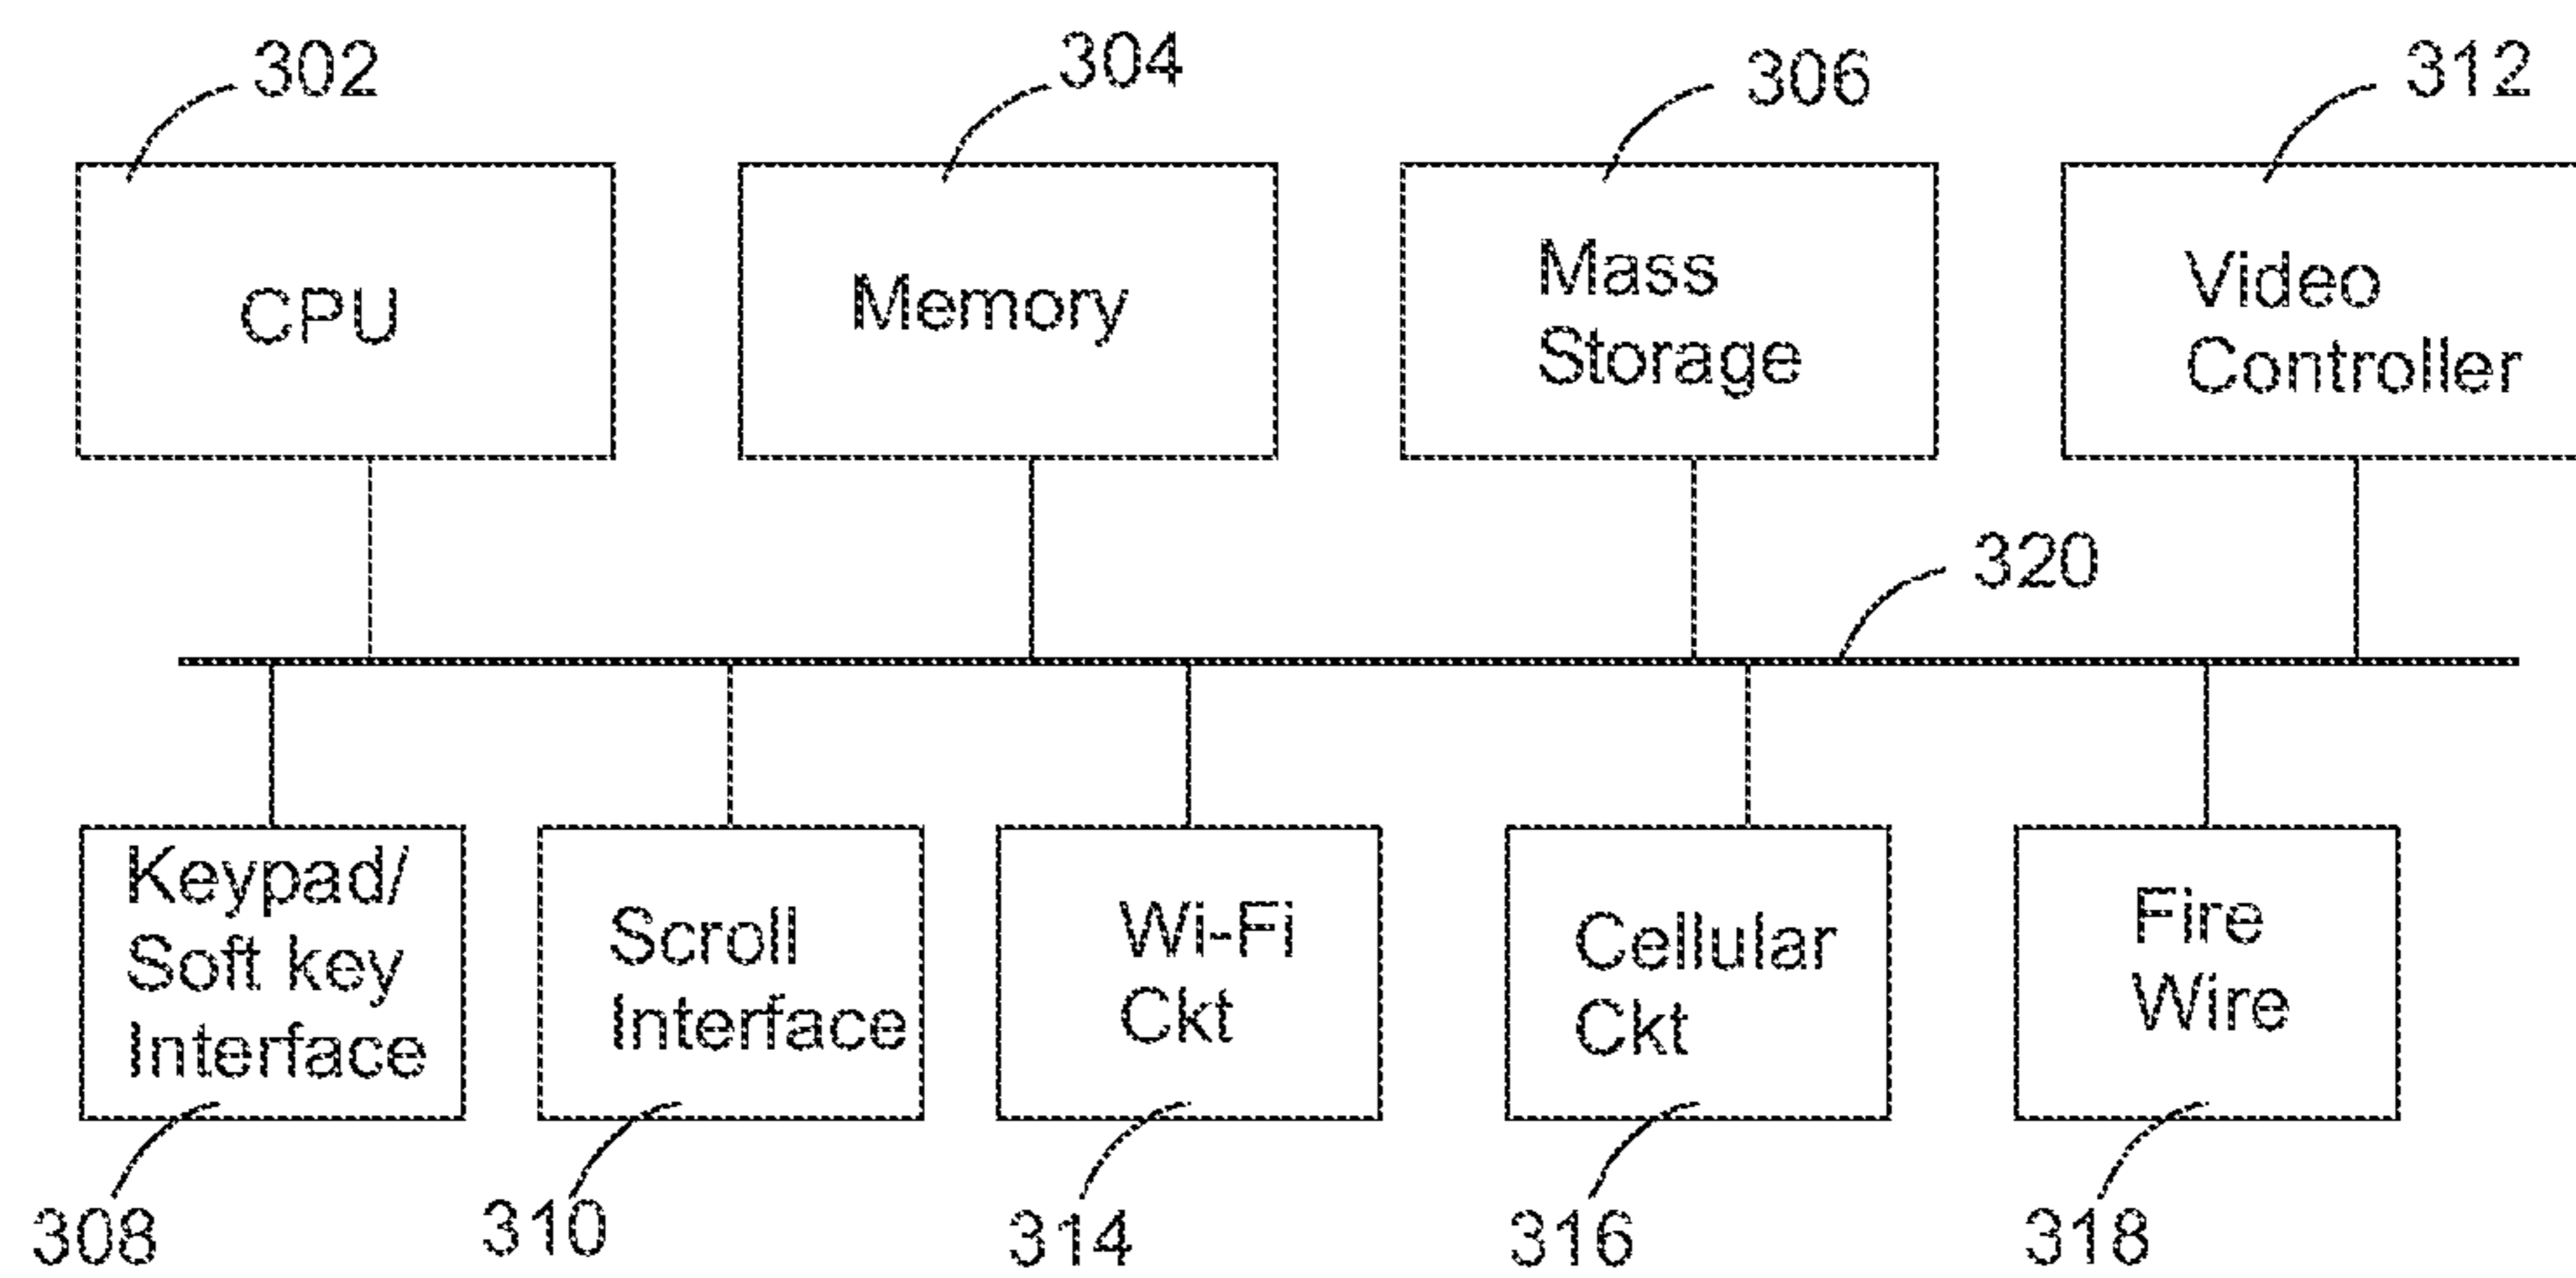 302
304
306
312
CPU
Memory
Mass
Storage
Video
Controller
320
Keypad/
Soft key
Interface
Scroll
Interface
Wi-Fi
Ckt
Cellular
Ckt
Fire
Wire
308
310
314
316
318